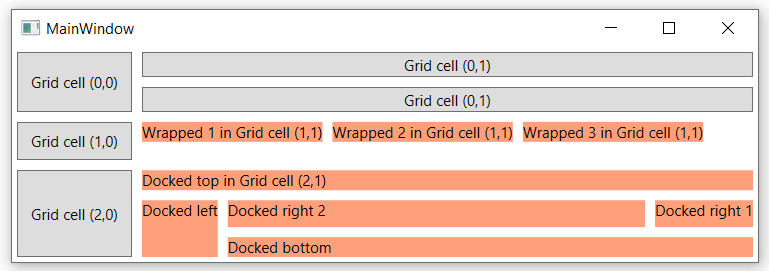 MainWindow
Grid cell (0,0)
Grid cell (0,1)
Grid cell (0,1)
Grid cell (1,0)
Wrapped 1 in Grid cell (1,1)
Wrapped 2 in Grid cell (1,1)
Wrapped 3 in Grid cell (1,1)
Grid cell (2,0)
Docked top in Grid cell (2,1)
Docked left
Docked right 2
Docked right 1
Docked bottom